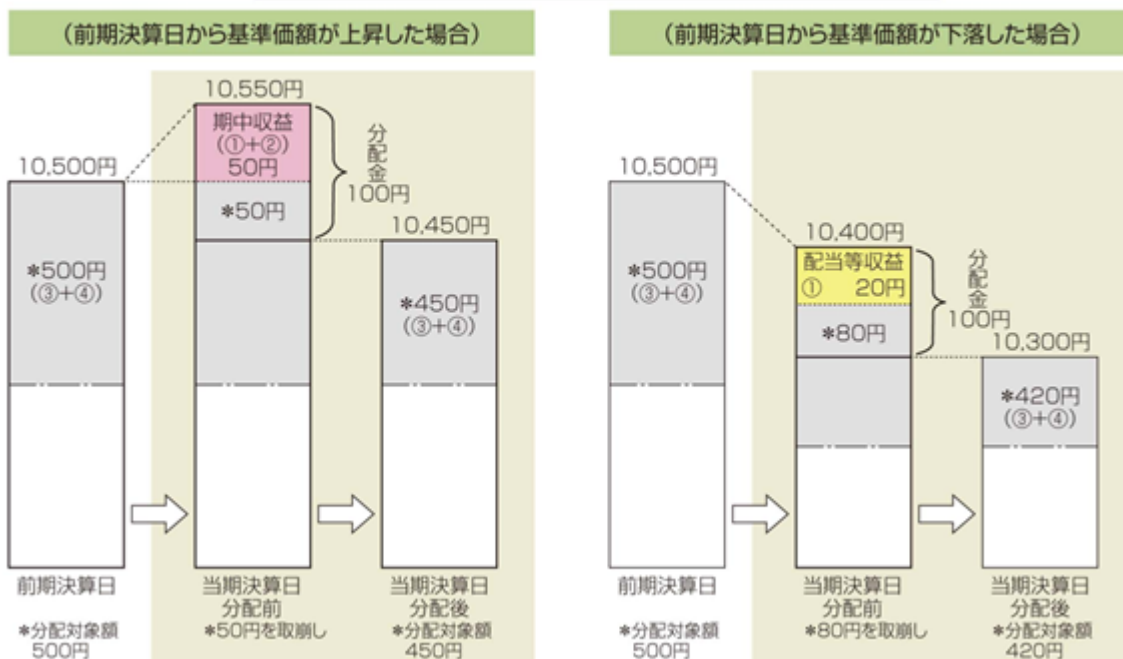 （前期決算日から基準価額が上昇した場合）
10,550円
期中収益
（①+②）
50円
*50円
分配金
100円
10,500円
*500円
（③+④）
10,450円
*450円
（③+④）
前期決算日
*分配対象額
500円
当期決算日
分配前
*50円を取崩し
当期決算日
分配後
*分配対象額
450円
（前期決算日から基準価額が下落した場合）
10,500円
*500円
（③+④）
10,400円
配当等収益
① 20円
*80円
分配金
100円
10,300円
*420円
（③+④）
前期決算日
*分配対象額
500円
当期決算日
分配前
*80円を取崩し
当期決算日
分配後
*分配対象額
420円